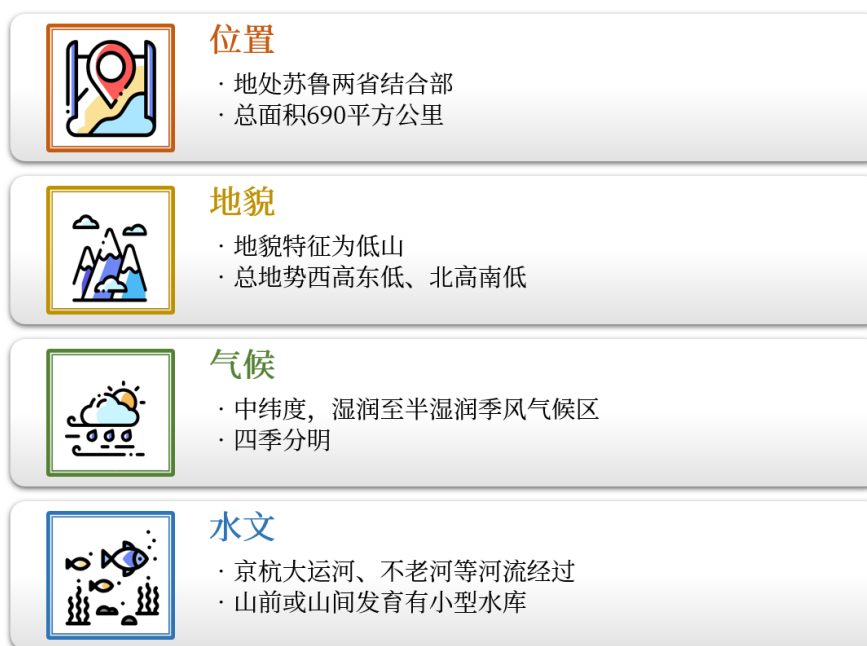 位置
· 地处苏鲁两省结合部
· 总面积690平方公里
地貌
· 地貌特征为低山
· 总地势西高东低、北高南低
气候
· 中纬度，湿润至半湿润季风气候区
· 四季分明
水文
· 京杭大运河、不老河等河流经过
· 山前或山间发育有小型水库